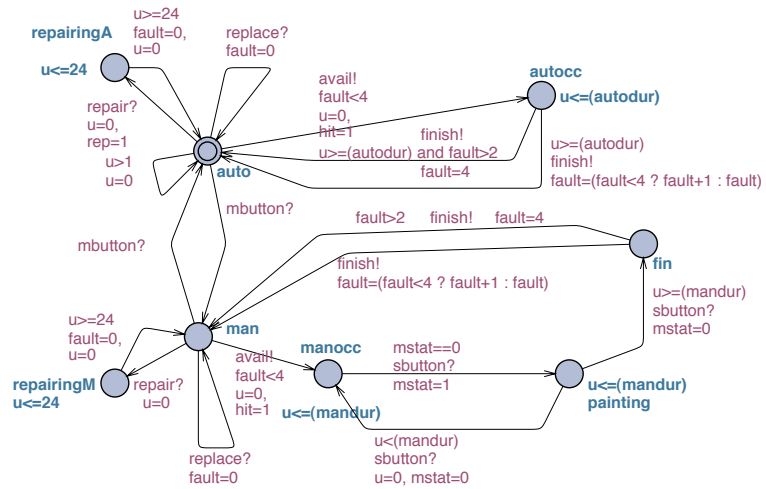 repairingA
u<=24
u>=24
fault=0,
u=0
replace?
fault=0
repair?
u=0,
rep=1
u>1
u=0
auto
avail!
fault<4
u=0,
hit=1
autocc
u<=(autodur)
finish!
u>=(autodur) and fault>2
fault=4
u>=(autodur)
finish!
fault=(fault<4 ? fault+1 : fault)
mbutton?
mbutton?
fault>2 finish! fault=4
fin
finish!
fault=(fault<4 ? fault+1 : fault)
u>=(mandur)
sbutton?
mstat=0
man
u>=24
fault=0,
u=0
repairingM
u<=24
repair?
u=0
avail!
fault<4
u=0,
hit=1
replace?
fault=0
manocc
u<=(mandur)
mstat==0
sbutton?
mstat=1
u<=(mandur)
painting
u<(mandur)
sbutton?
u=0, mstat=0